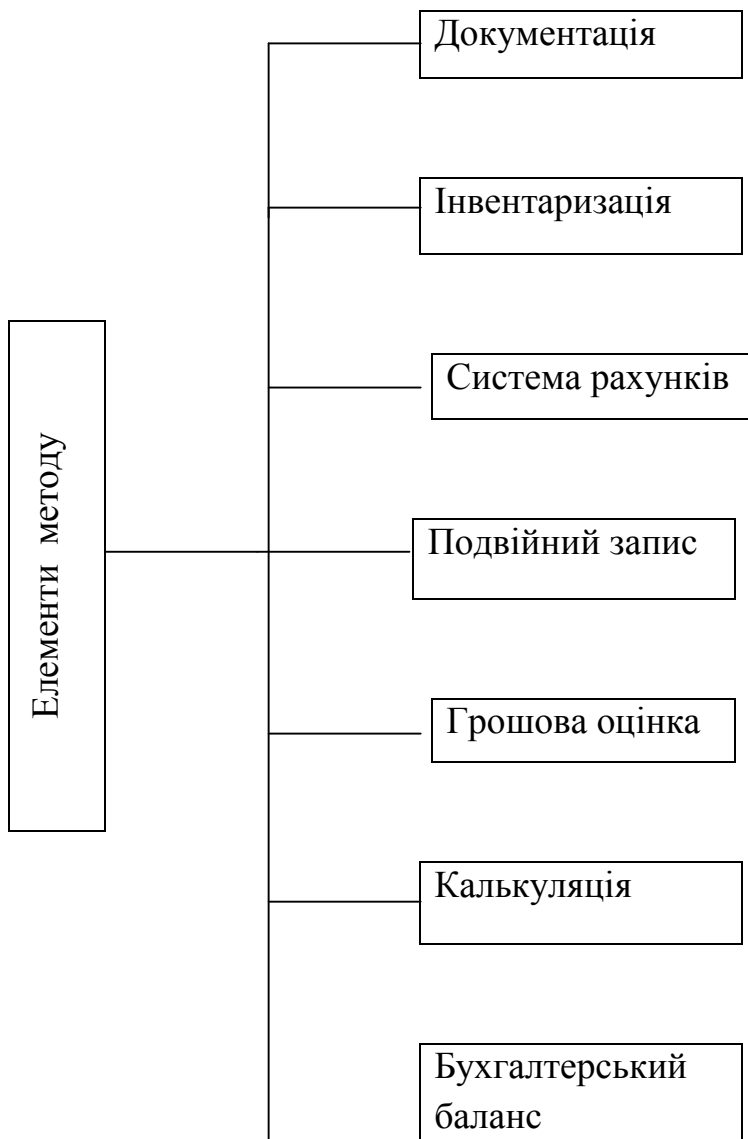 Документація
Інвентаризація
Система рахунків
Елементи методу
Подвійний запис
Грошова оцінка
Калькуляція
Бухгалтерський
баланс